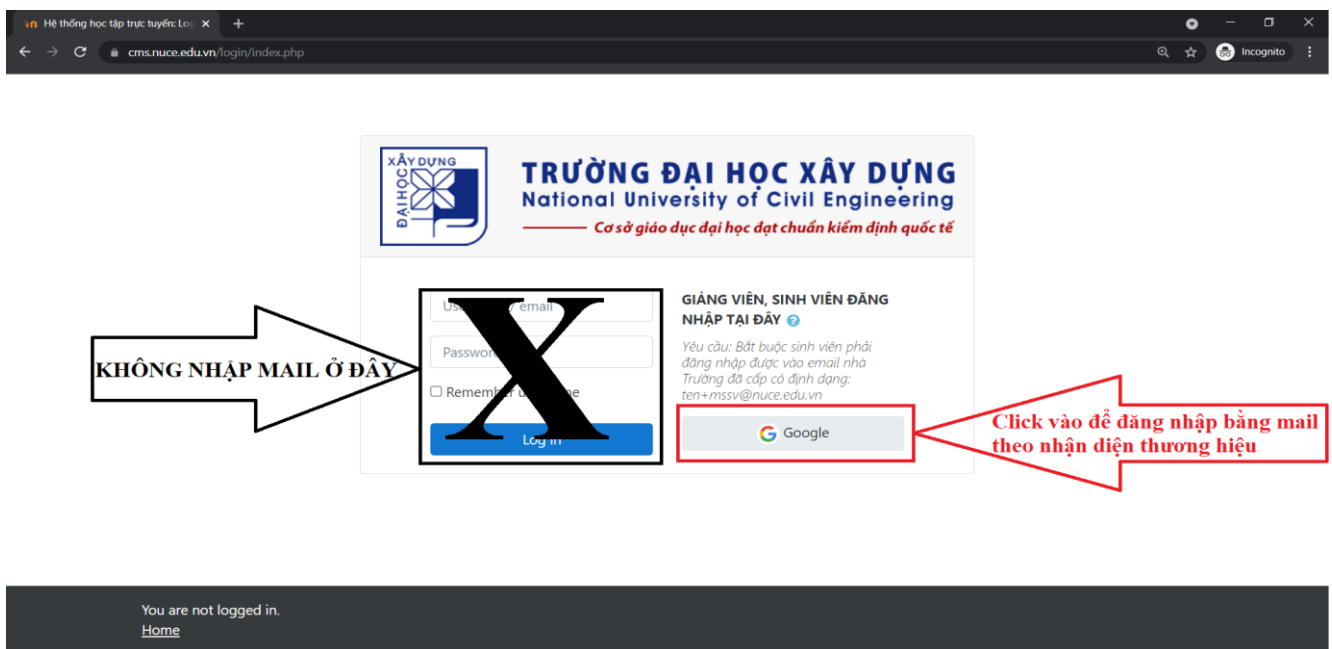 Hệ thống học tập trực tuyến: Log
cms.nuce.edu.vn/login/index.php
Incognito
XÂY DỰNG
ĐẠI HỌC
TRƯỜNG ĐẠI HỌC XÂY DỰNG
National University of Civil Engineering
Cơ sở giáo dục đại học đạt chuẩn kiểm định quốc tế
email
Password
Remember
Log in
X
KHÔNG NHẬP MAIL Ở ĐÂY
GIẢNG VIÊN, SINH VIÊN ĐĂNG
NHẬP TẠI ĐÂY
Yêu cầu: Bắt buộc sinh viên phải
đăng nhập được vào email nhà
Trường đã cấp có định dạng:
ten+mssv@nuce.edu.vn
Google
Click vào để đăng nhập bằng mail
theo nhận diện thương hiệu
You are not logged in.
Home